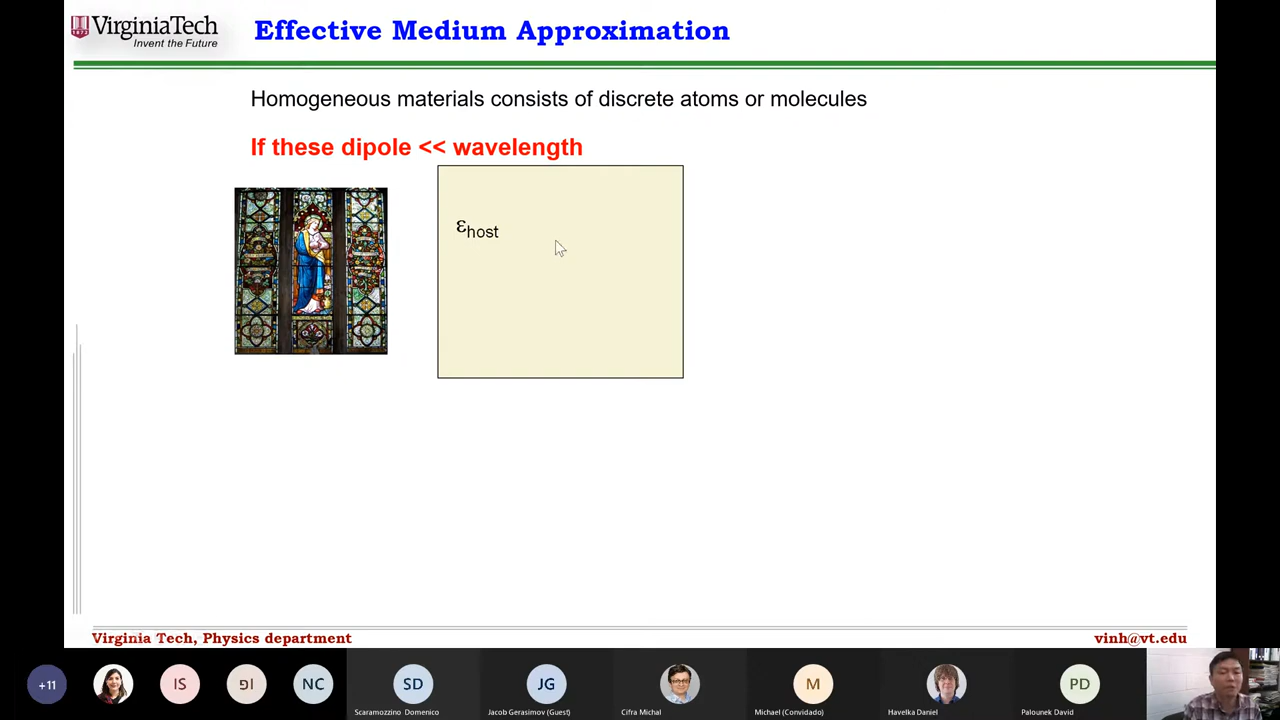 VirginiaTech
Invent the Future
Effective Medium Approximation
Homogeneous materials consists of discrete atoms or molecules
If these dipole << wavelength
εhost
Virginia Tech, Physics department
vinh@vt.edu
+11
IS
פו
NC
SD
JG
M
PD
Scaramozzino Domenico
Jacob Gerasimov (Guest)
Cifra Michal
Michael (Convidado)
Havelka Daniel
Palounek David